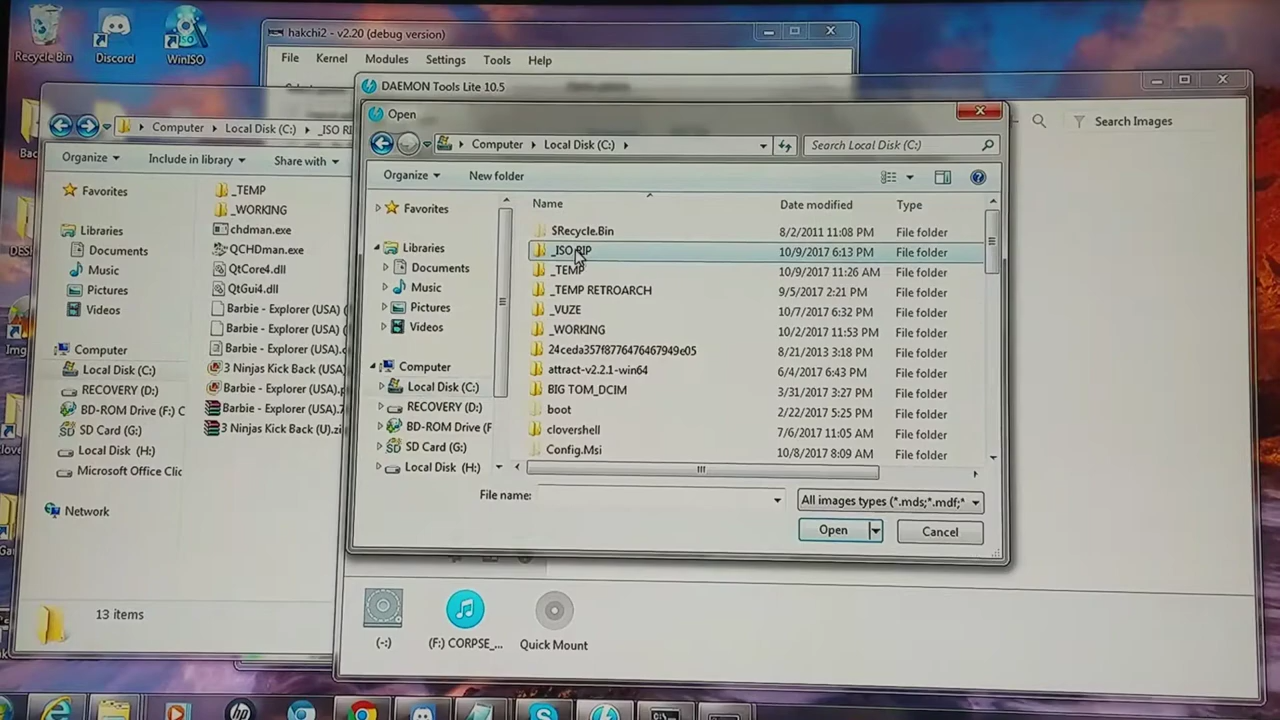 Recycle Bin
Discord
WinISO
hakchi2 - v2.20 (debug version)
File Kernel Modules Settings Tools Help
DAEMON Tools Lite 10.5
Search Images
Computer Local Disk (C:)
Organize Include in library Share with
Favorites
Libraries
Documents
Music
Pictures
Videos
Computer
Local Disk (C:)
RECOVERY (D:)
BD-ROM Drive (F:) C
SD Card (G:)
Local Disk (H:)
Microsoft Office Clic
Network
_TEMP
_WORKING
chdman.exe
QCHDman.exe
QtCore4.dll
QtGui4.dll
Barbie - Explorer (USA) (
Barbie - Explorer (USA) (
Barbie - Explorer (USA).
3 Ninjas Kick Back (USA)
Barbie - Explorer (USA).
Barbie - Explorer (USA).7
3 Ninjas Kick Back (U).zi
13 items
Open
Computer Local Disk (C:)
Search Local Disk (C:)
Organize New folder
Favorites
Libraries
Documents
Music
Pictures
Videos
Computer
Local Disk (C:)
RECOVERY (D:)
BD-ROM Drive (F
SD Card (G:)
Local Disk (H:)
Name Date modified Type
$Recycle.Bin 8/2/2011 11:08 PM File folder
_ISO RIP 10/9/2017 6:13 PM File folder
_TEMP 10/9/2017 11:26 AM File folder
_TEMP RETROARCH 9/5/2017 2:21 PM File folder
_VUZE 10/7/2017 6:32 PM File folder
_WORKING 10/2/2017 11:53 PM File folder
24ceda357f8776476467949e05 8/21/2013 3:18 PM File folder
attract-v2.2.1-win64 6/4/2017 6:43 PM File folder
BIG TOM_DCIM 3/31/2017 3:27 PM File folder
boot 2/22/2017 5:25 PM File folder
clovershell 7/6/2017 11:05 AM File folder
Config.Msi 10/8/2017 8:09 AM File folder
File name: All images types (*.mds;*.mdf;*
Open Cancel
(-:) (F:) CORPSE_... Quick Mount
hp